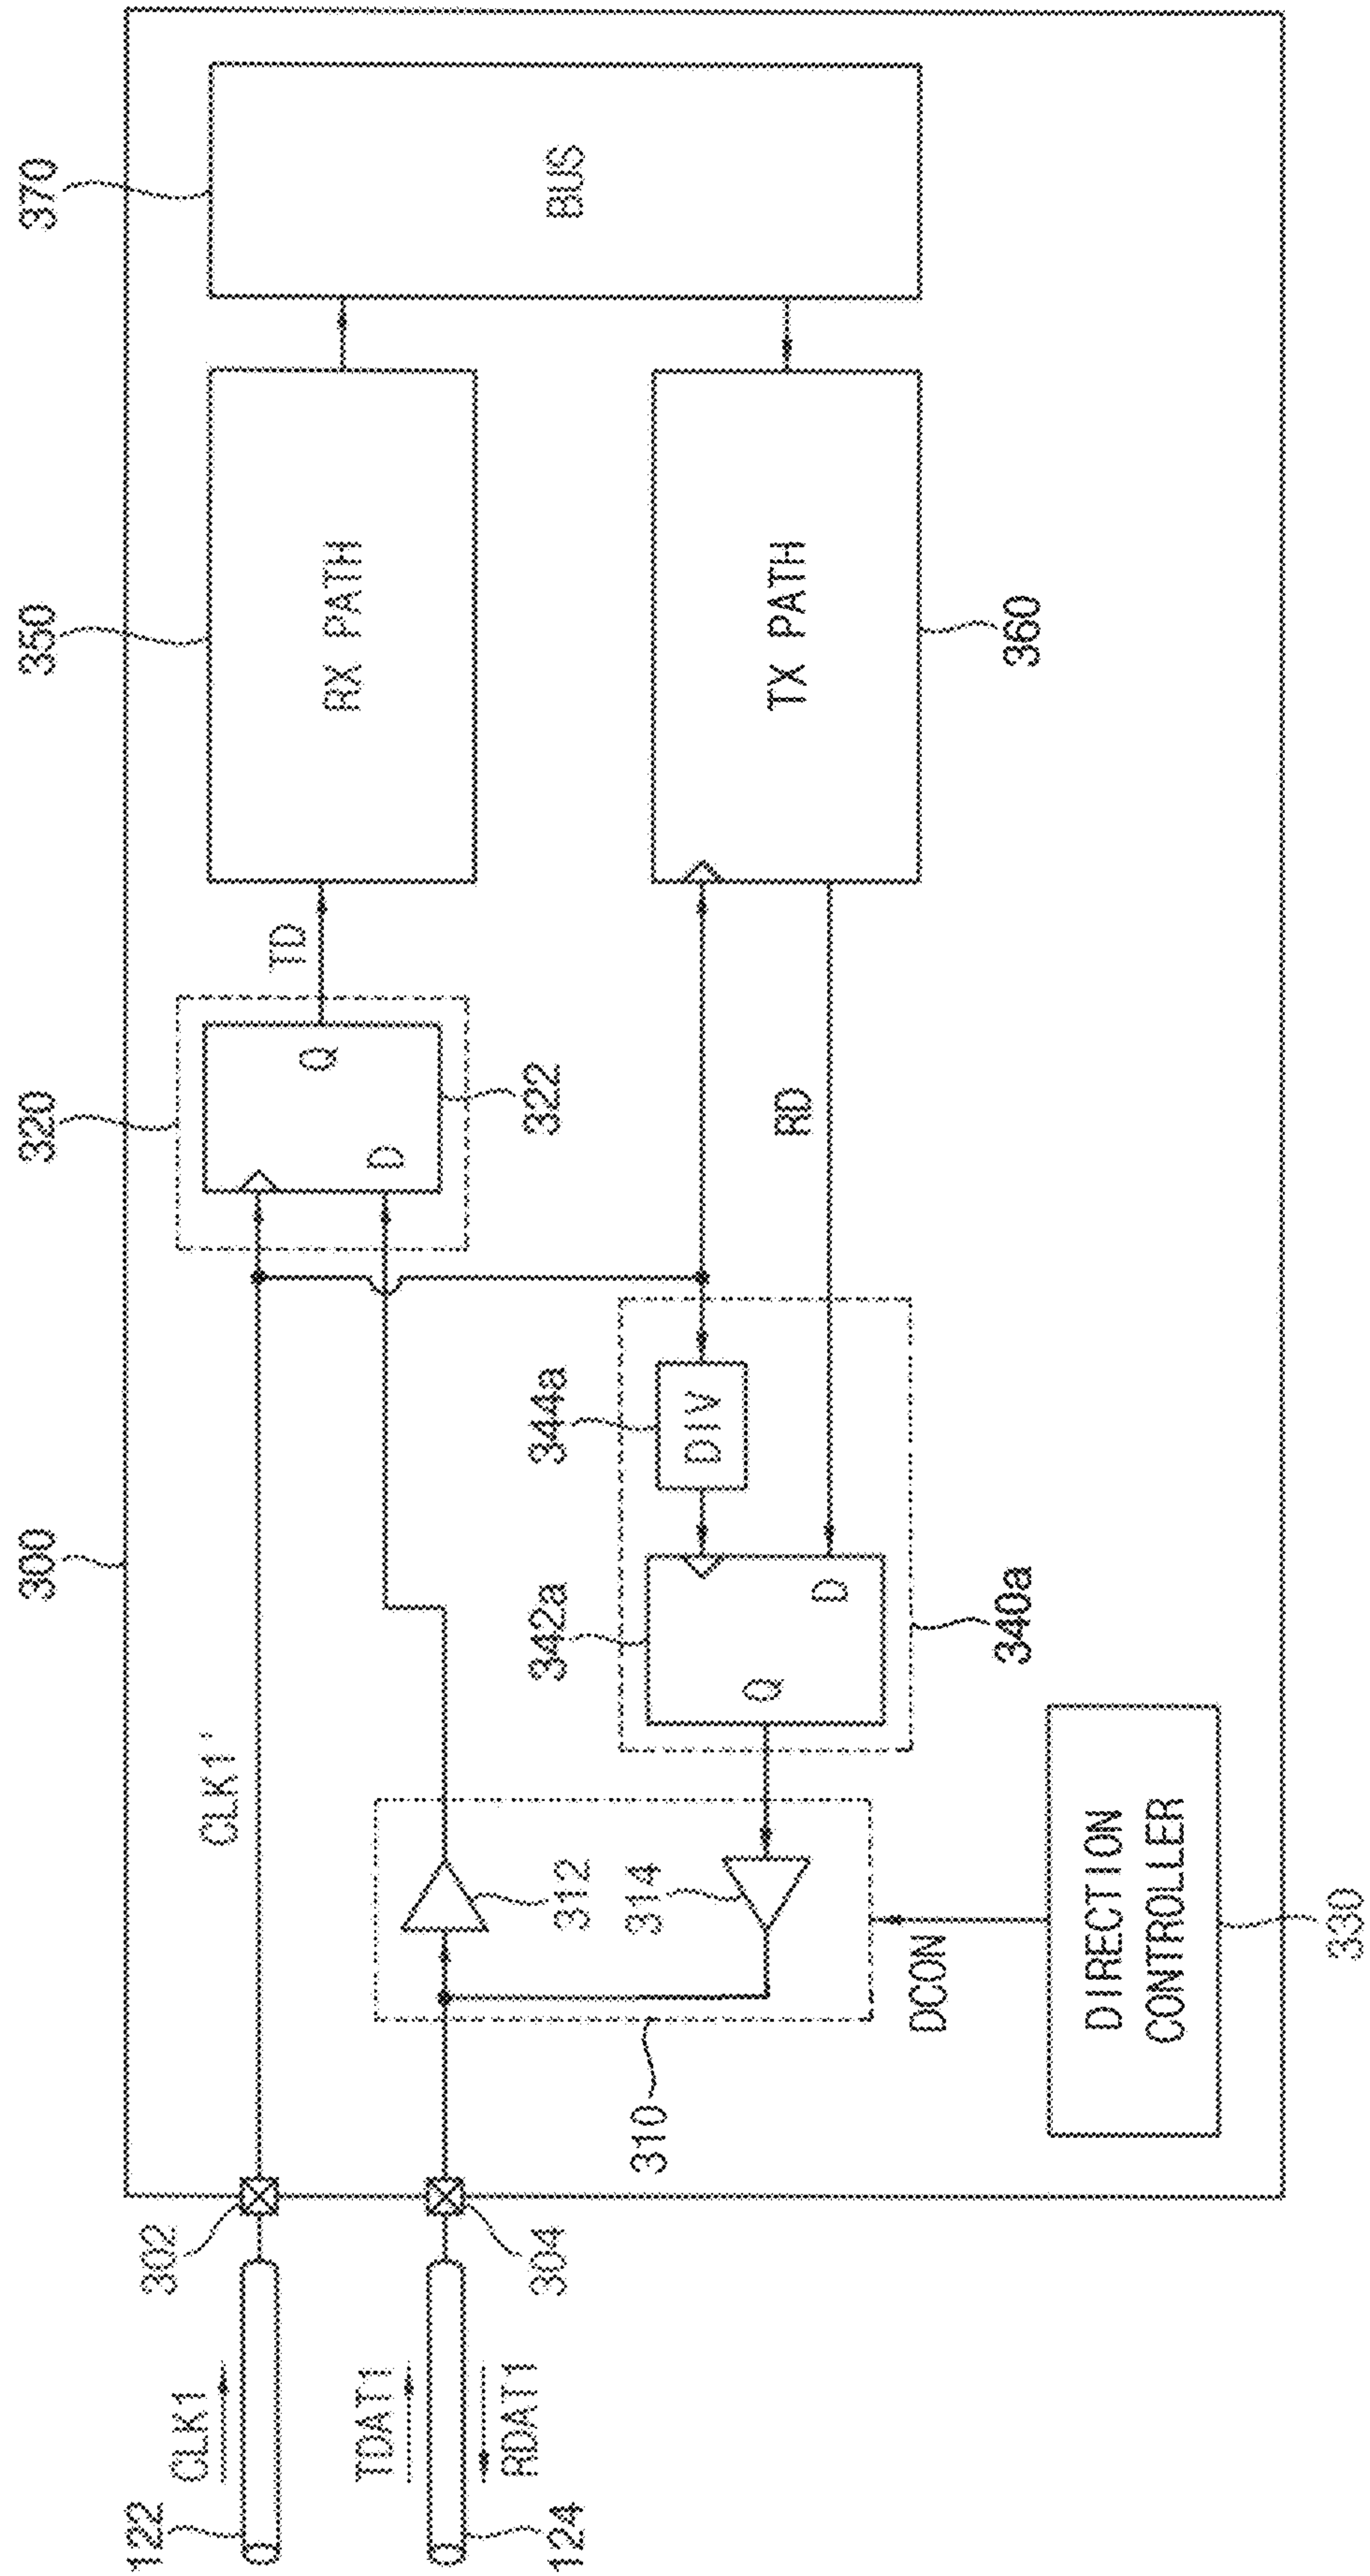 300
320
350
370
CLK1'
TD
RX PATH
BUS
122
CLK1
302
Q
D
322
TDAT1
RDAT1
124
304
312
314
310
342a
344a
DIV
Q
D
RD
TX PATH
360
340a
DCON
DIRECTION
CONTROLLER
330